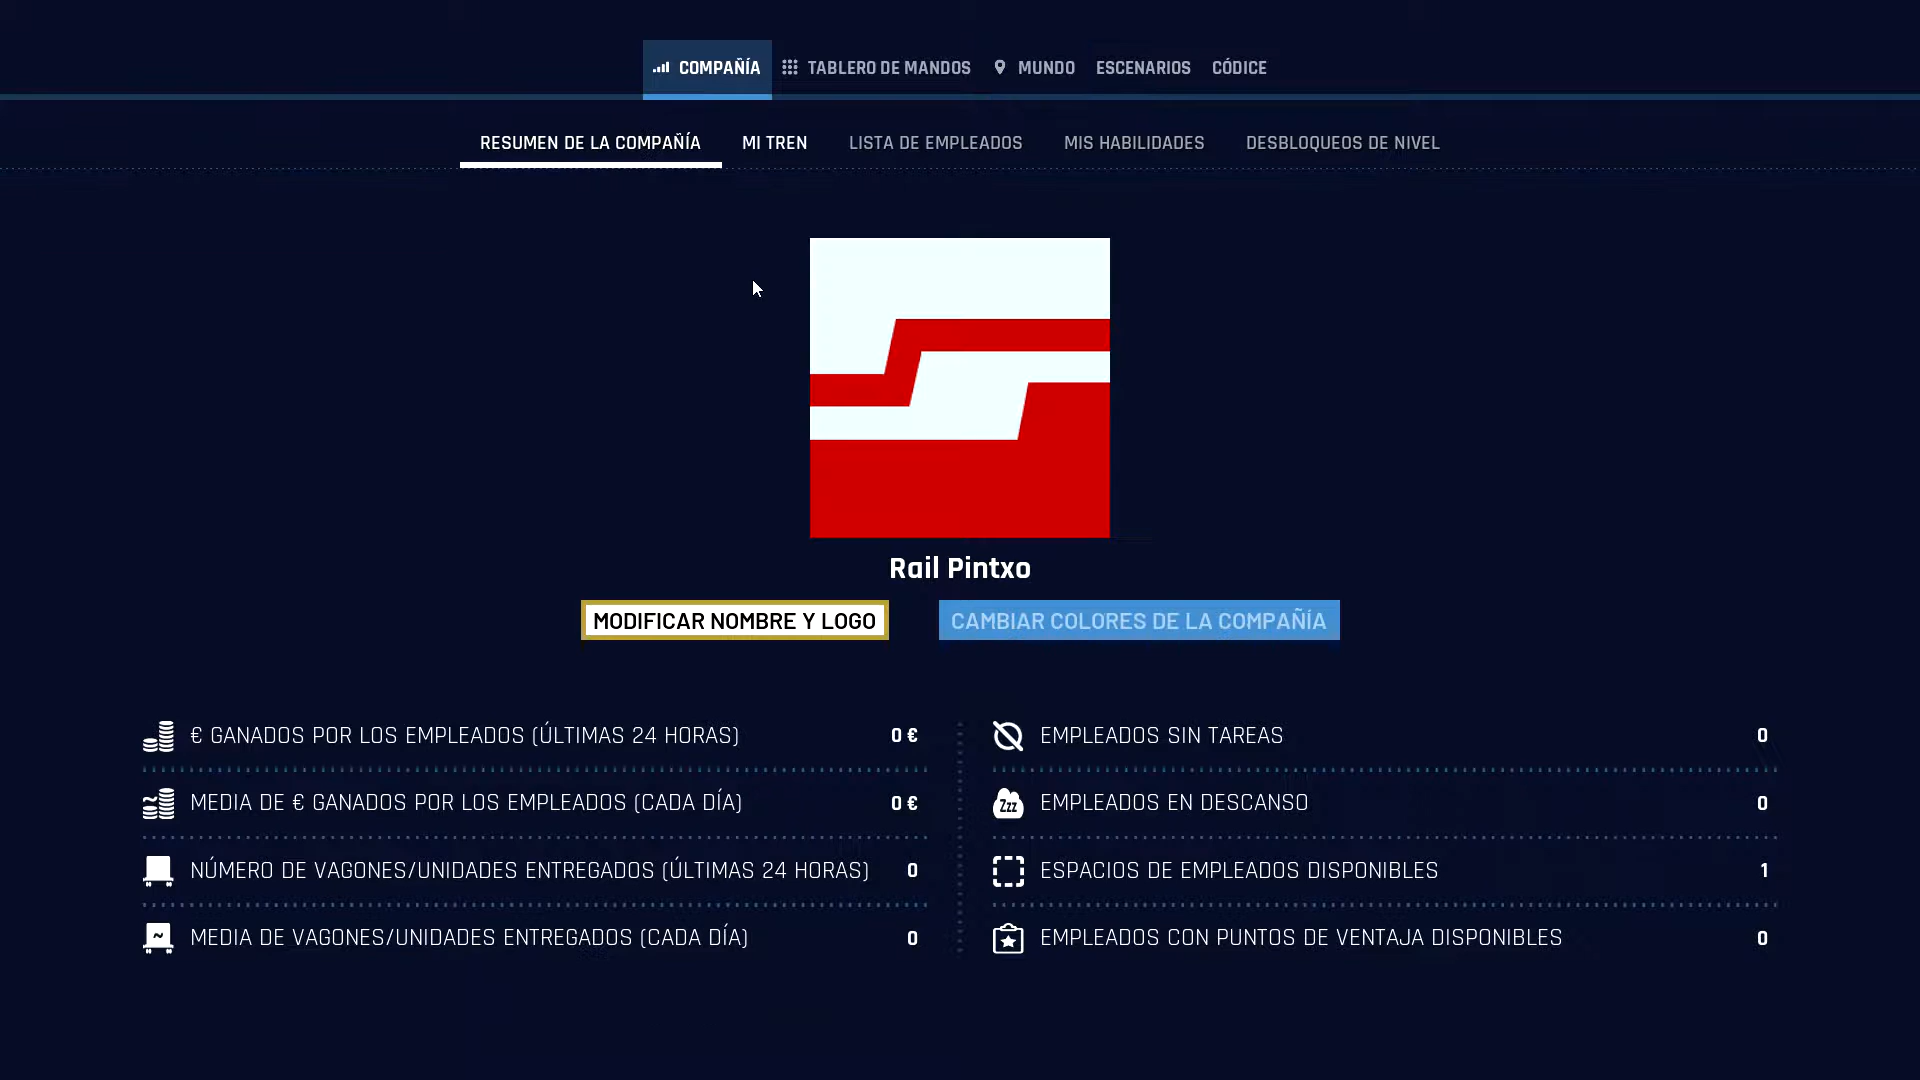 COMPAÑÍA TABLERO DE MANDOS MUNDO ESCENARIOS CÓDICE
RESUMEN DE LA COMPAÑÍA MI TREN LISTA DE EMPLEADOS MIS HABILIDADES DESBLOQUEOS DE NIVEL
Rail Pintxo
MODIFICAR NOMBRE Y LOGO CAMBIAR COLORES DE LA COMPAÑÍA
€ GANADOS POR LOS EMPLEADOS (ÚLTIMAS 24 HORAS) 0 €
MEDIA DE € GANADOS POR LOS EMPLEADOS (CADA DÍA) 0 €
NÚMERO DE VAGONES/UNIDADES ENTREGADOS (ÚLTIMAS 24 HORAS) 0
~
MEDIA DE VAGONES/UNIDADES ENTREGADOS (CADA DÍA) 0
EMPLEADOS SIN TAREAS 0
Zzz
EMPLEADOS EN DESCANSO 0
ESPACIOS DE EMPLEADOS DISPONIBLES 1
EMPLEADOS CON PUNTOS DE VENTAJA DISPONIBLES 0